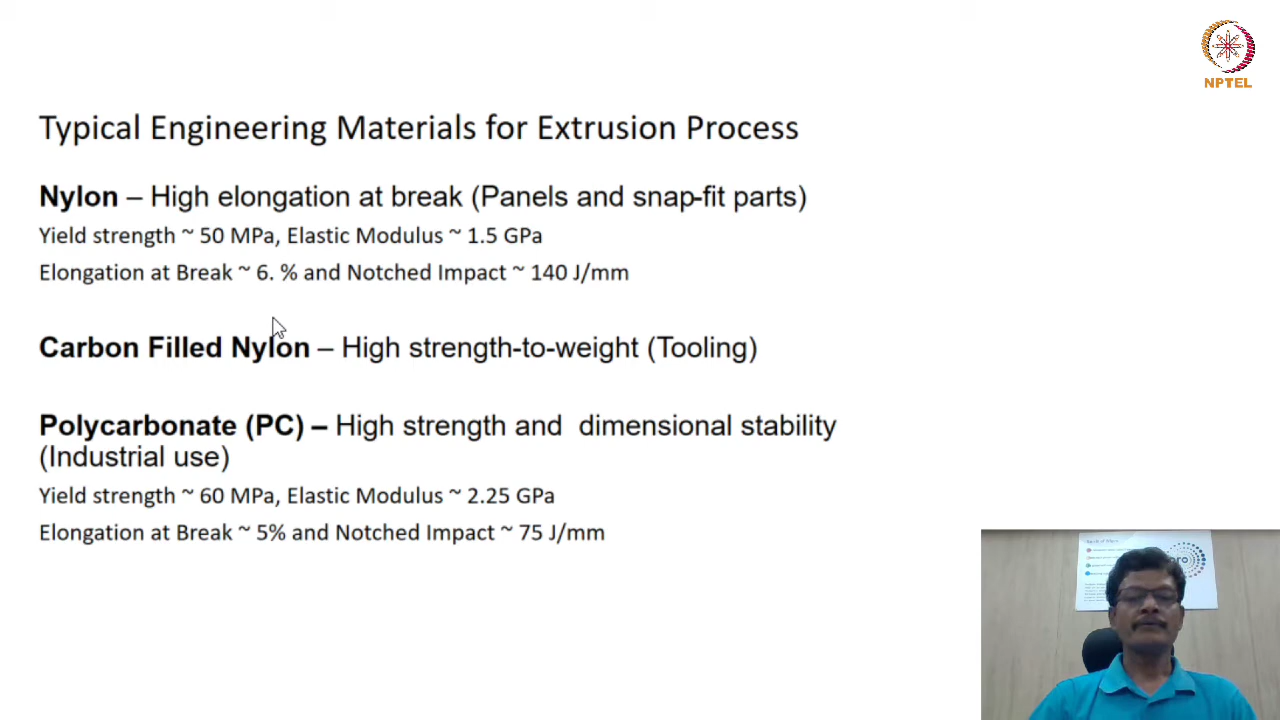 NPTEL
Typical Engineering Materials for Extrusion Process
Nylon – High elongation at break (Panels and snap-fit parts)
Yield strength ~ 50 MPa, Elastic Modulus ~ 1.5 GPa
Elongation at Break ~ 6. % and Notched Impact ~ 140 J/mm
Carbon Filled Nylon – High strength-to-weight (Tooling)
Polycarbonate (PC) – High strength and  dimensional stability
(Industrial use)
Yield strength ~ 60 MPa, Elastic Modulus ~ 2.25 GPa
Elongation at Break ~ 5% and Notched Impact ~ 75 J/mm